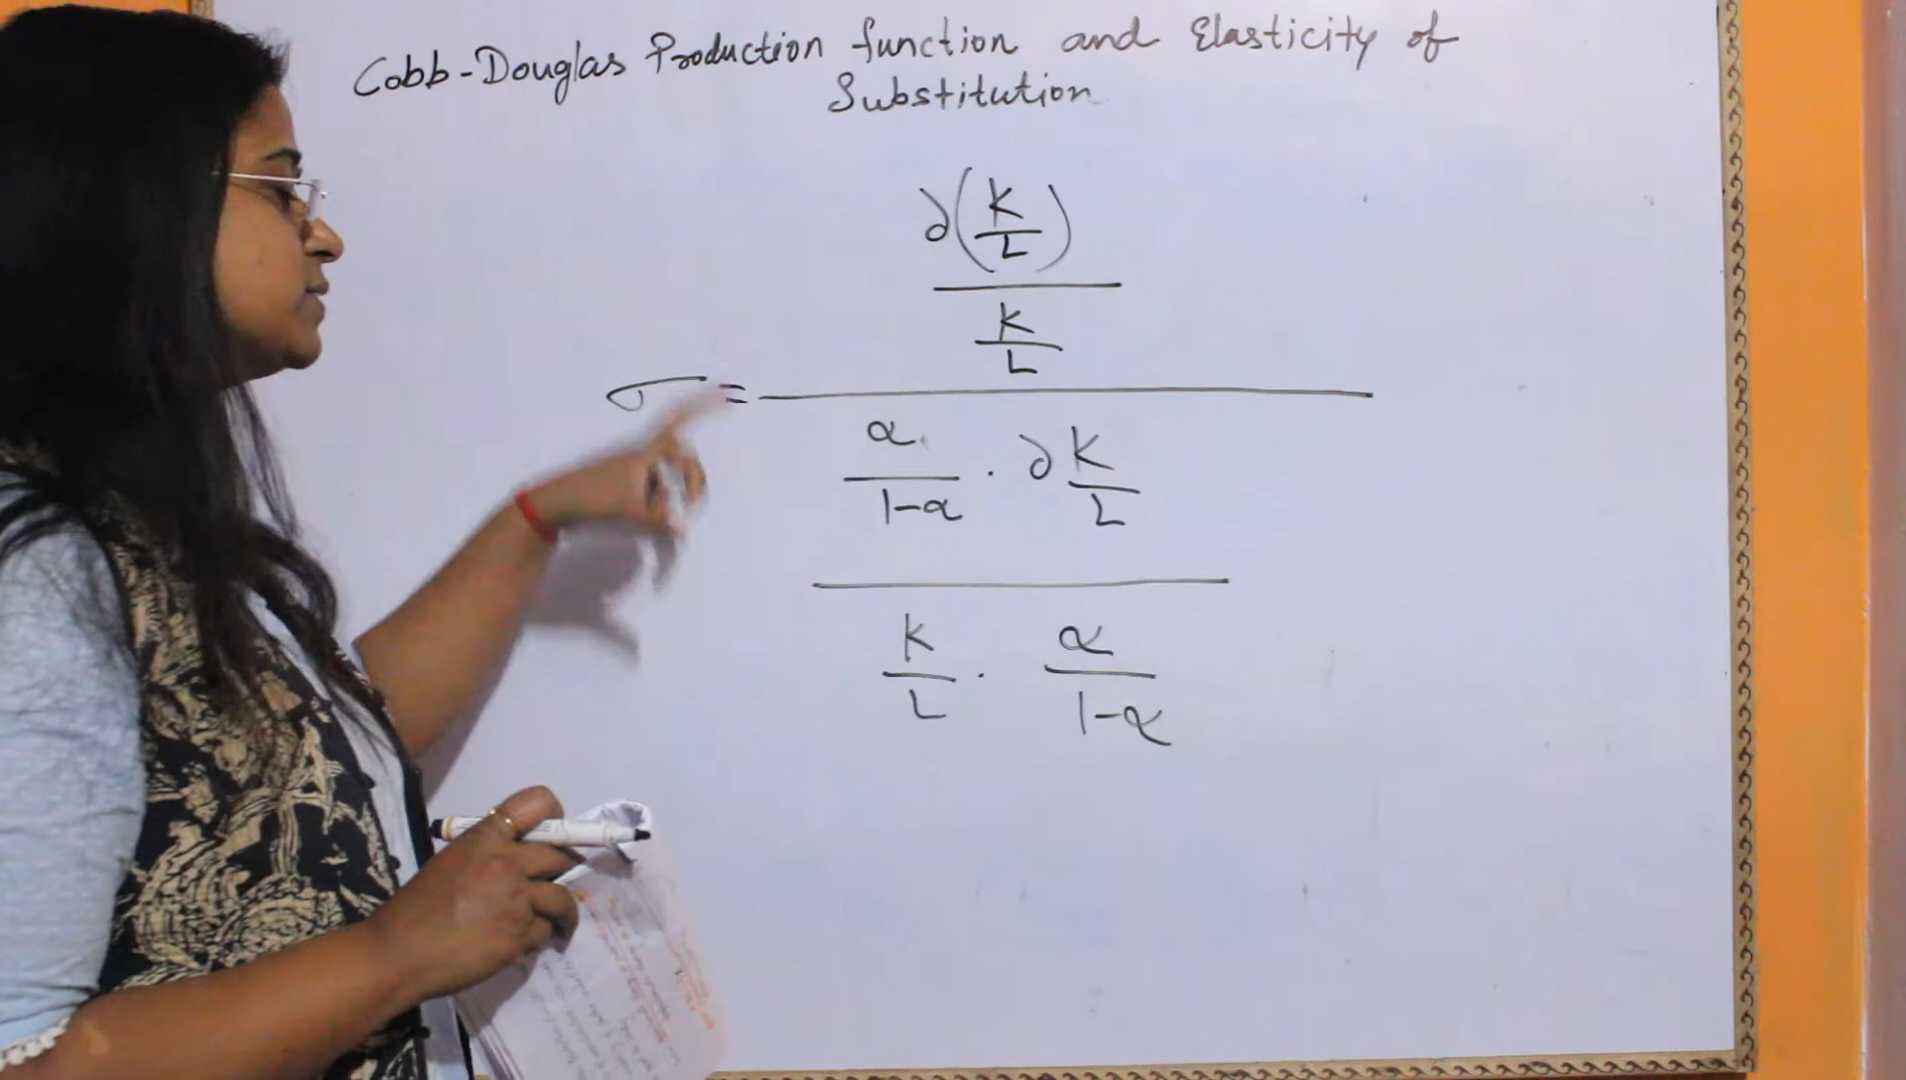 Cobb-Douglas Production function and Elasticity of
Substitution
∂(K/L)
K/L
σ =
α/1-α . ∂ K/L
K/L . α/1-α